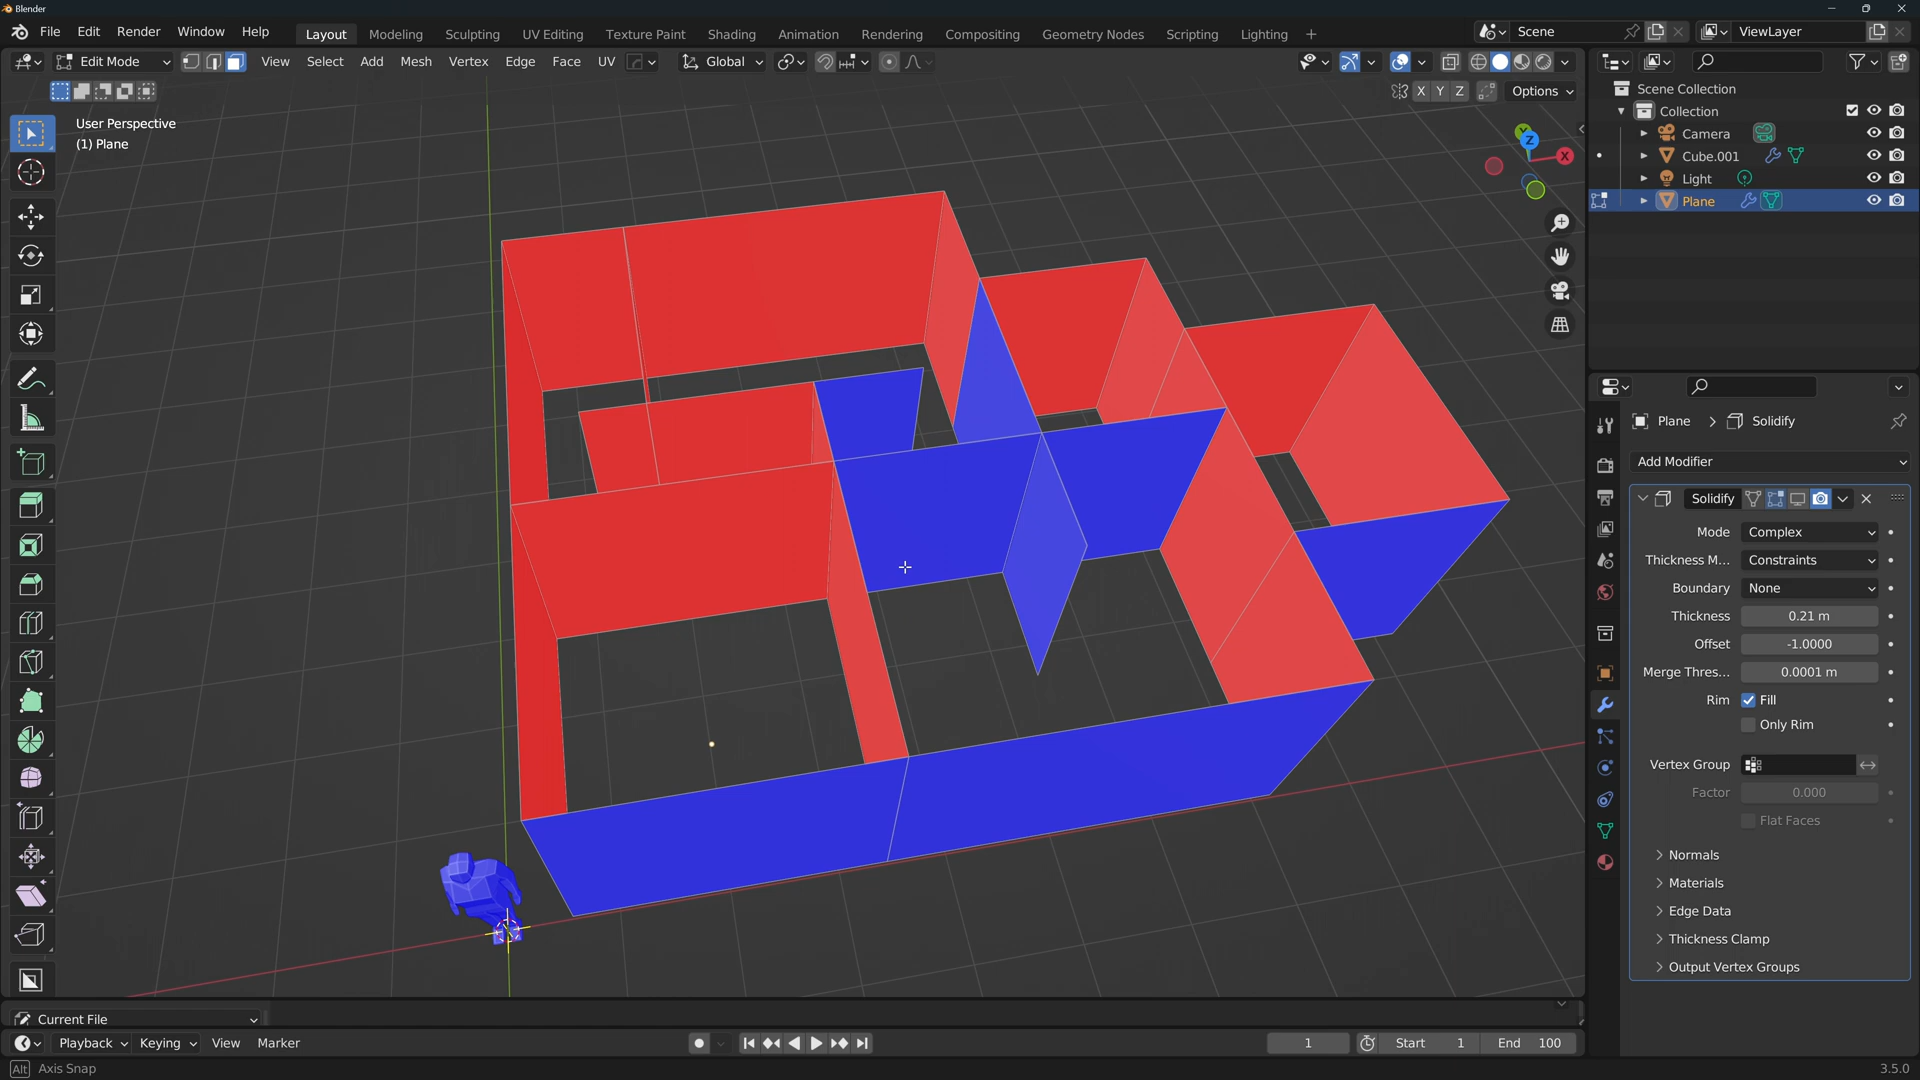 Blender
File Edit Render Window Help
Layout Modeling Sculpting UV Editing Texture Paint Shading Animation Rendering Compositing Geometry Nodes Scripting Lighting +
Scene
ViewLayer
Edit Mode View Select Add Mesh Vertex Edge Face UV
Global
X Y Z Options
User Perspective
(1) Plane
Y
Z
X
Scene Collection
Collection
Camera
Cube.001
Light
Plane
Plane > Solidify
Add Modifier
Solidify
Mode Complex
Thickness M... Constraints
Boundary None
Thickness 0.21 m
Offset -1.0000
Merge Thres... 0.0001 m
Rim Fill
Only Rim
Vertex Group
Factor 0.000
Flat Faces
Normals
Materials
Edge Data
Thickness Clamp
Output Vertex Groups
Current File
Playback Keying View Marker
1 Start 1 End 100
Alt Axis Snap
3.5.0